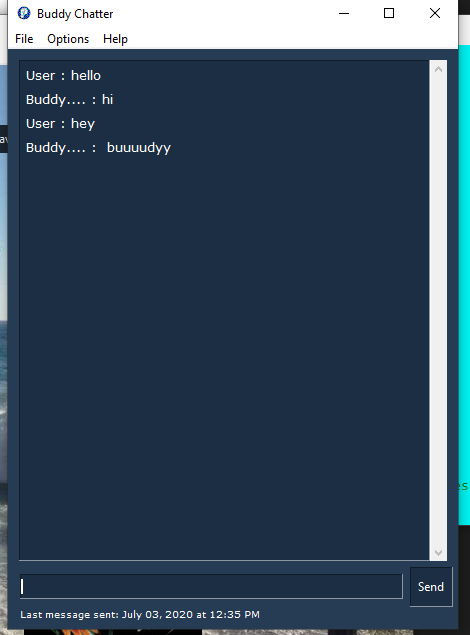 Buddy Chatter
File Options Help
User : hello
Buddy.... : hi
User : hey
Buddy.... : buuuudyy
Send
Last message sent: July 03, 2020 at 12:35 PM